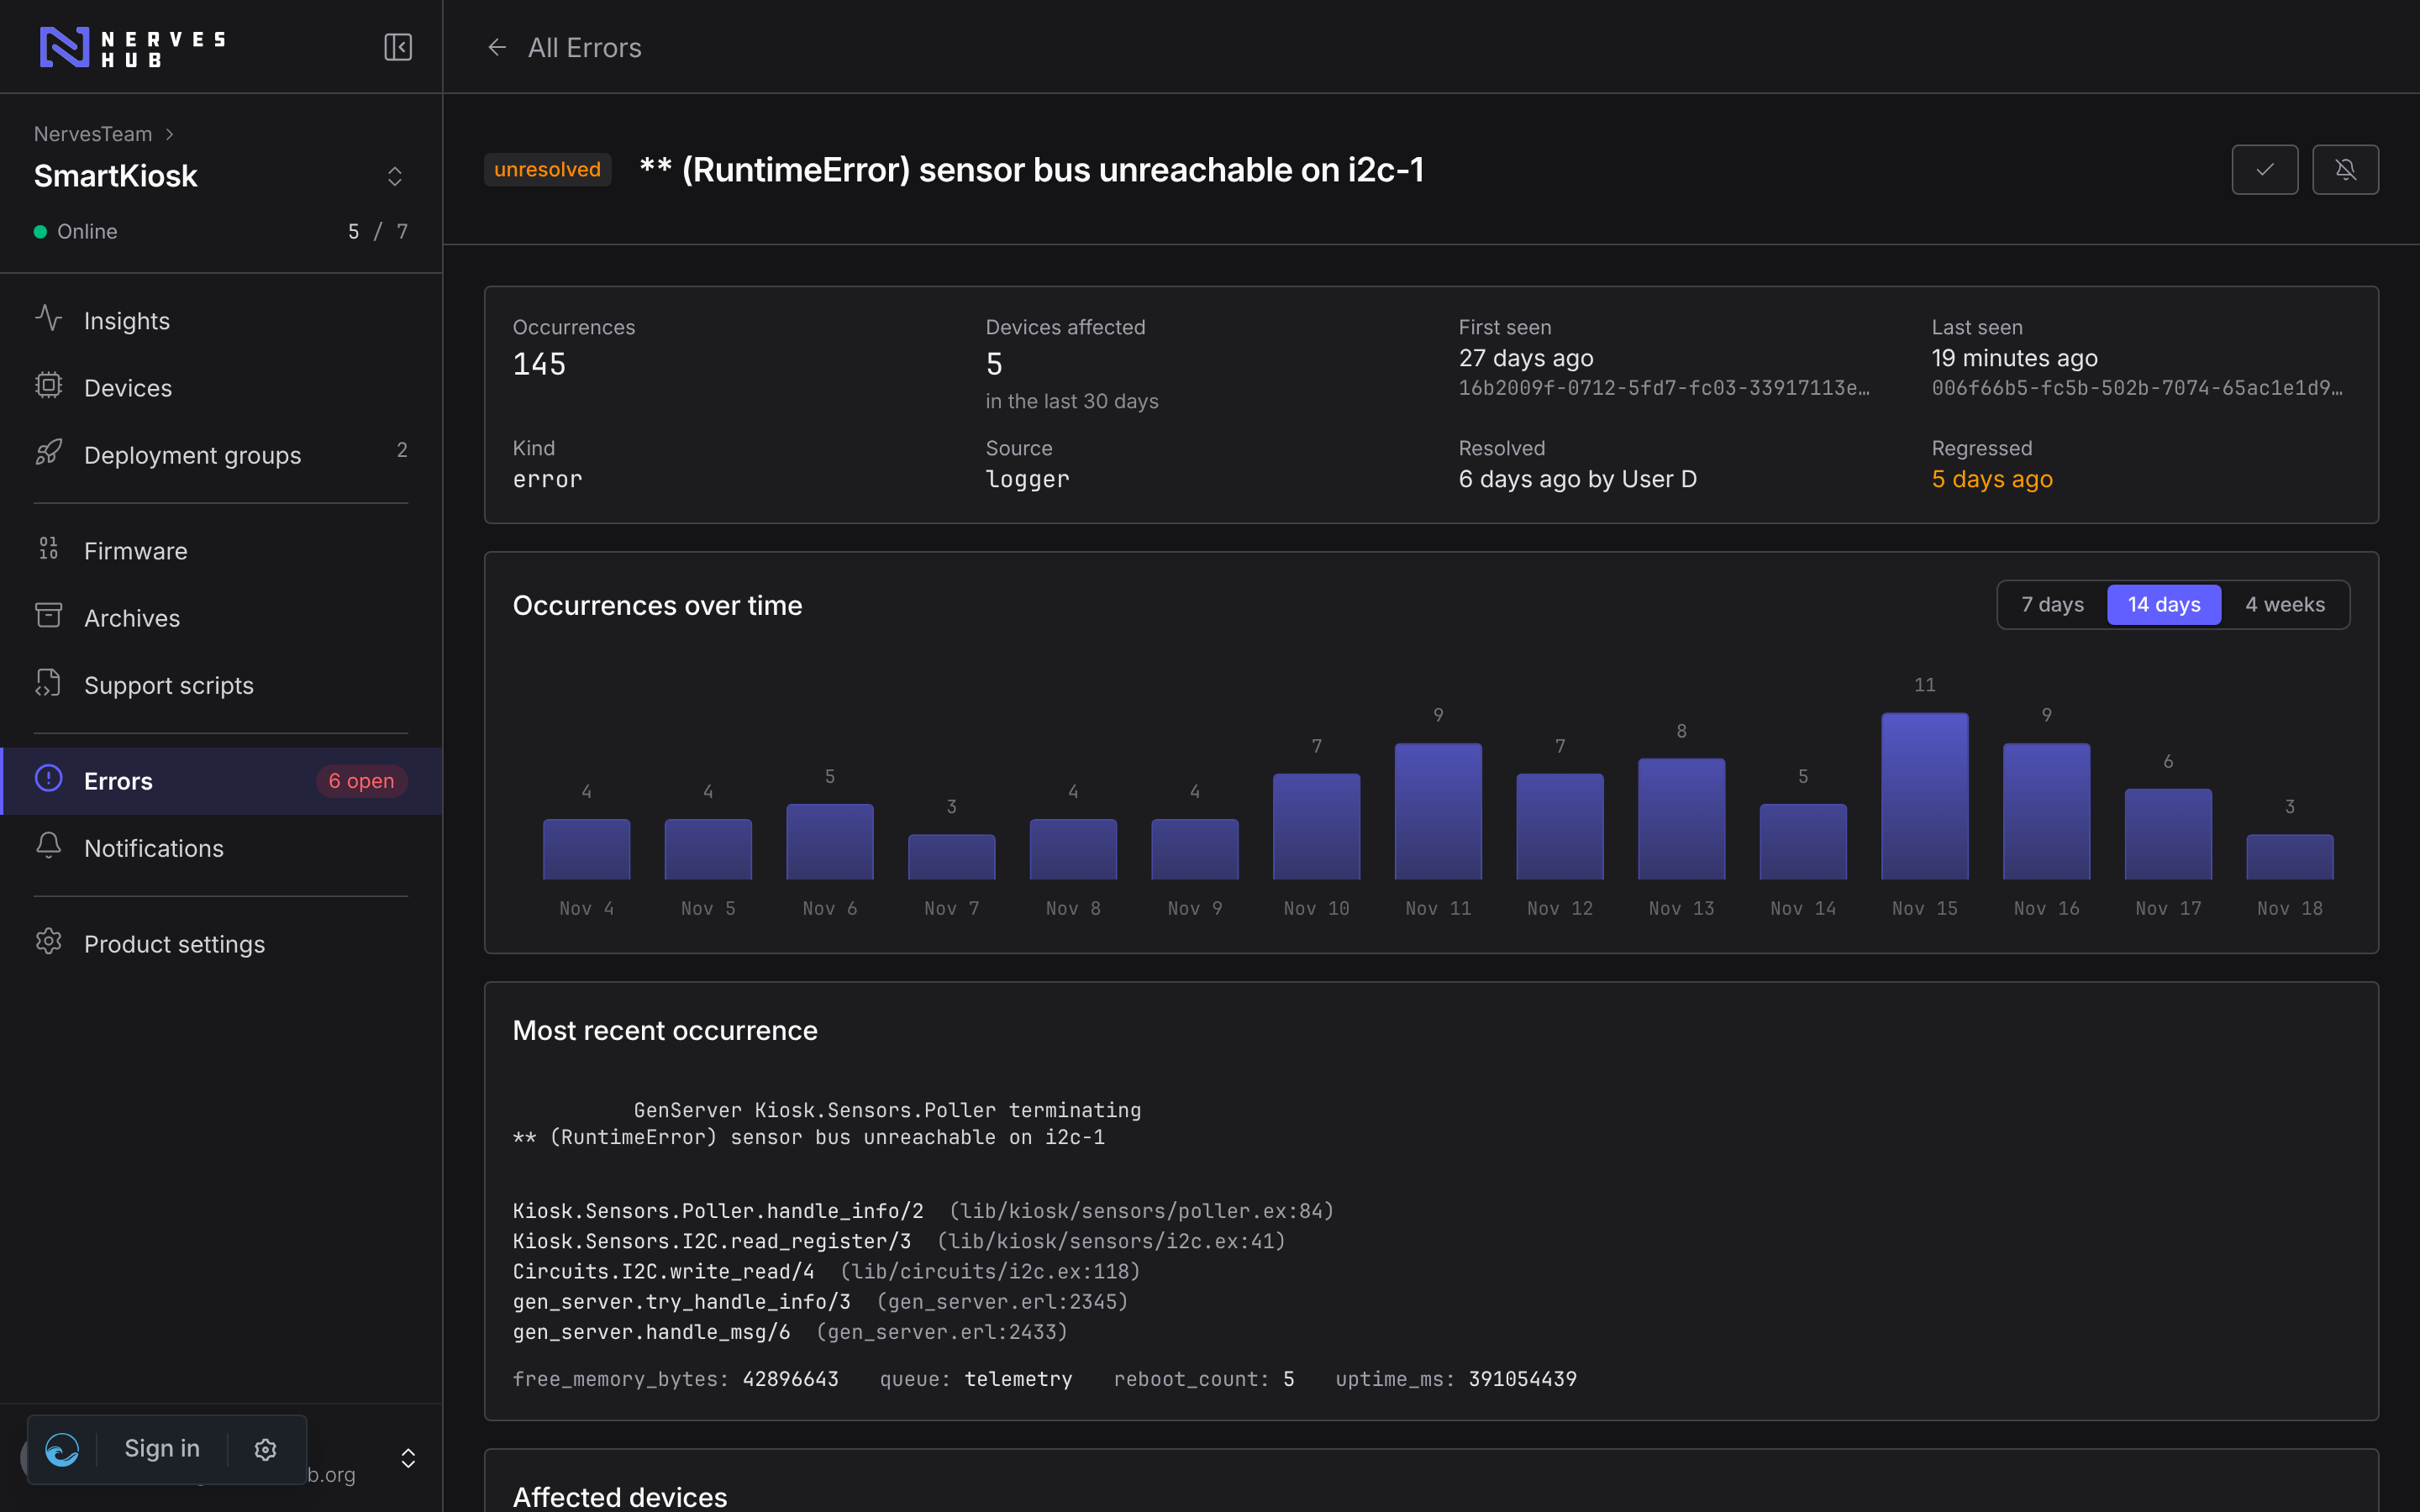 NERVES
HUB
All Errors
NervesTeam
SmartKiosk
Online
5 / 7
Insights
Devices
Deployment groups
2
Firmware
Archives
Support scripts
Errors
6 open
Notifications
Product settings
Sign in
b.org
unresolved
** (RuntimeError) sensor bus unreachable on i2c-1
Occurrences
145
Devices affected
5
in the last 30 days
First seen
27 days ago
16b2009f-0712-5fd7-fc03-33917113e…
Last seen
19 minutes ago
006f66b5-fc5b-502b-7074-65ac1e1d9…
Kind
error
Source
logger
Resolved
6 days ago by User D
Regressed
5 days ago
Occurrences over time
7 days
14 days
4 weeks
4 4 5 3 4 4 7 9 7 8 5 11 9 6 3
Nov 4 Nov 5 Nov 6 Nov 7 Nov 8 Nov 9 Nov 10 Nov 11 Nov 12 Nov 13 Nov 14 Nov 15 Nov 16 Nov 17 Nov 18
Most recent occurrence
GenServer Kiosk.Sensors.Poller terminating
** (RuntimeError) sensor bus unreachable on i2c-1
Kiosk.Sensors.Poller.handle_info/2 (lib/kiosk/sensors/poller.ex:84)
Kiosk.Sensors.I2C.read_register/3 (lib/kiosk/sensors/i2c.ex:41)
Circuits.I2C.write_read/4 (lib/circuits/i2c.ex:118)
gen_server.try_handle_info/3 (gen_server.erl:2345)
gen_server.handle_msg/6 (gen_server.erl:2433)
free_memory_bytes: 42896643 queue: telemetry reboot_count: 5 uptime_ms: 391054439
Affected devices